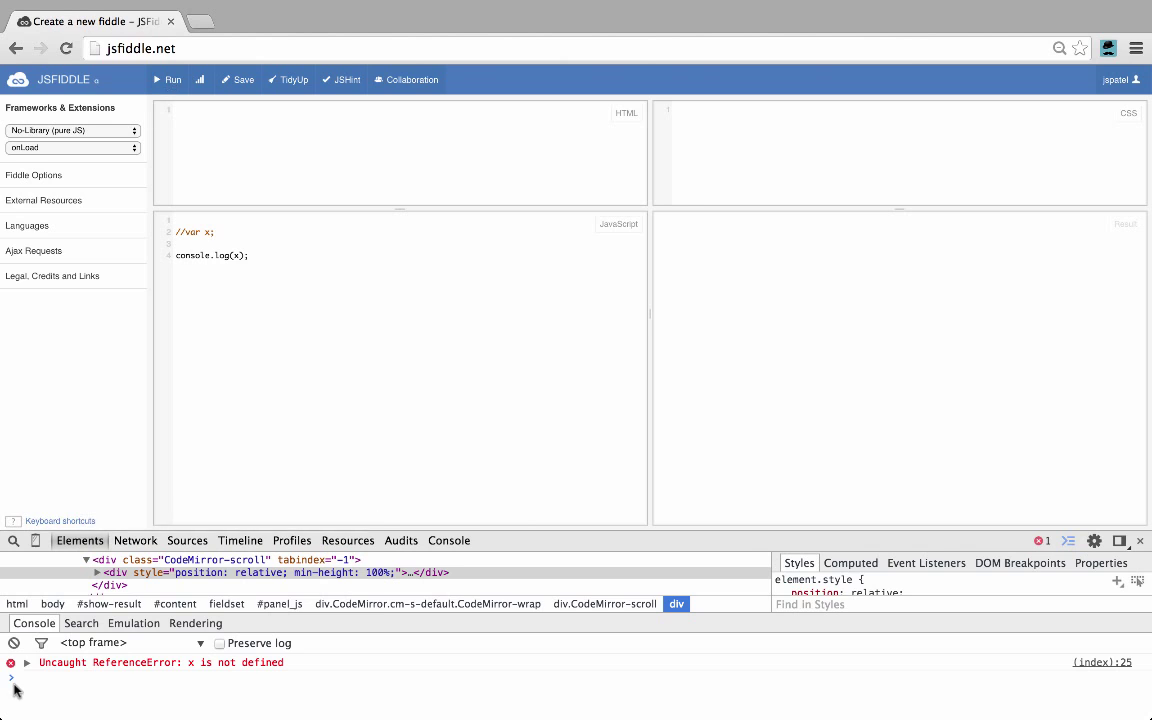 Create a new fiddle – JSFid
jsfiddle.net
JSFIDDLE α Run Save TidyUp JSHint Collaboration jspatel
Frameworks & Extensions
No-Library (pure JS)
onLoad
Fiddle Options
External Resources
Languages
Ajax Requests
Legal, Credits and Links
? Keyboard shortcuts
1 HTML
1 CSS
1 JavaScript
2 //var x;
3
4 console.log(x);
Result
Elements Network Sources Timeline Profiles Resources Audits Console 1
<div class="CodeMirror-scroll" tabindex="-1">
<div style="position: relative; min-height: 100%;">…</div>
</div>
html body #show-result #content fieldset #panel_js div.CodeMirror.cm-s-default.CodeMirror-wrap div.CodeMirror-scroll div
Styles Computed Event Listeners DOM Breakpoints Properties
element.style {
position: relative;
Find in Styles
Console Search Emulation Rendering
<top frame> Preserve log
Uncaught ReferenceError: x is not defined (index):25